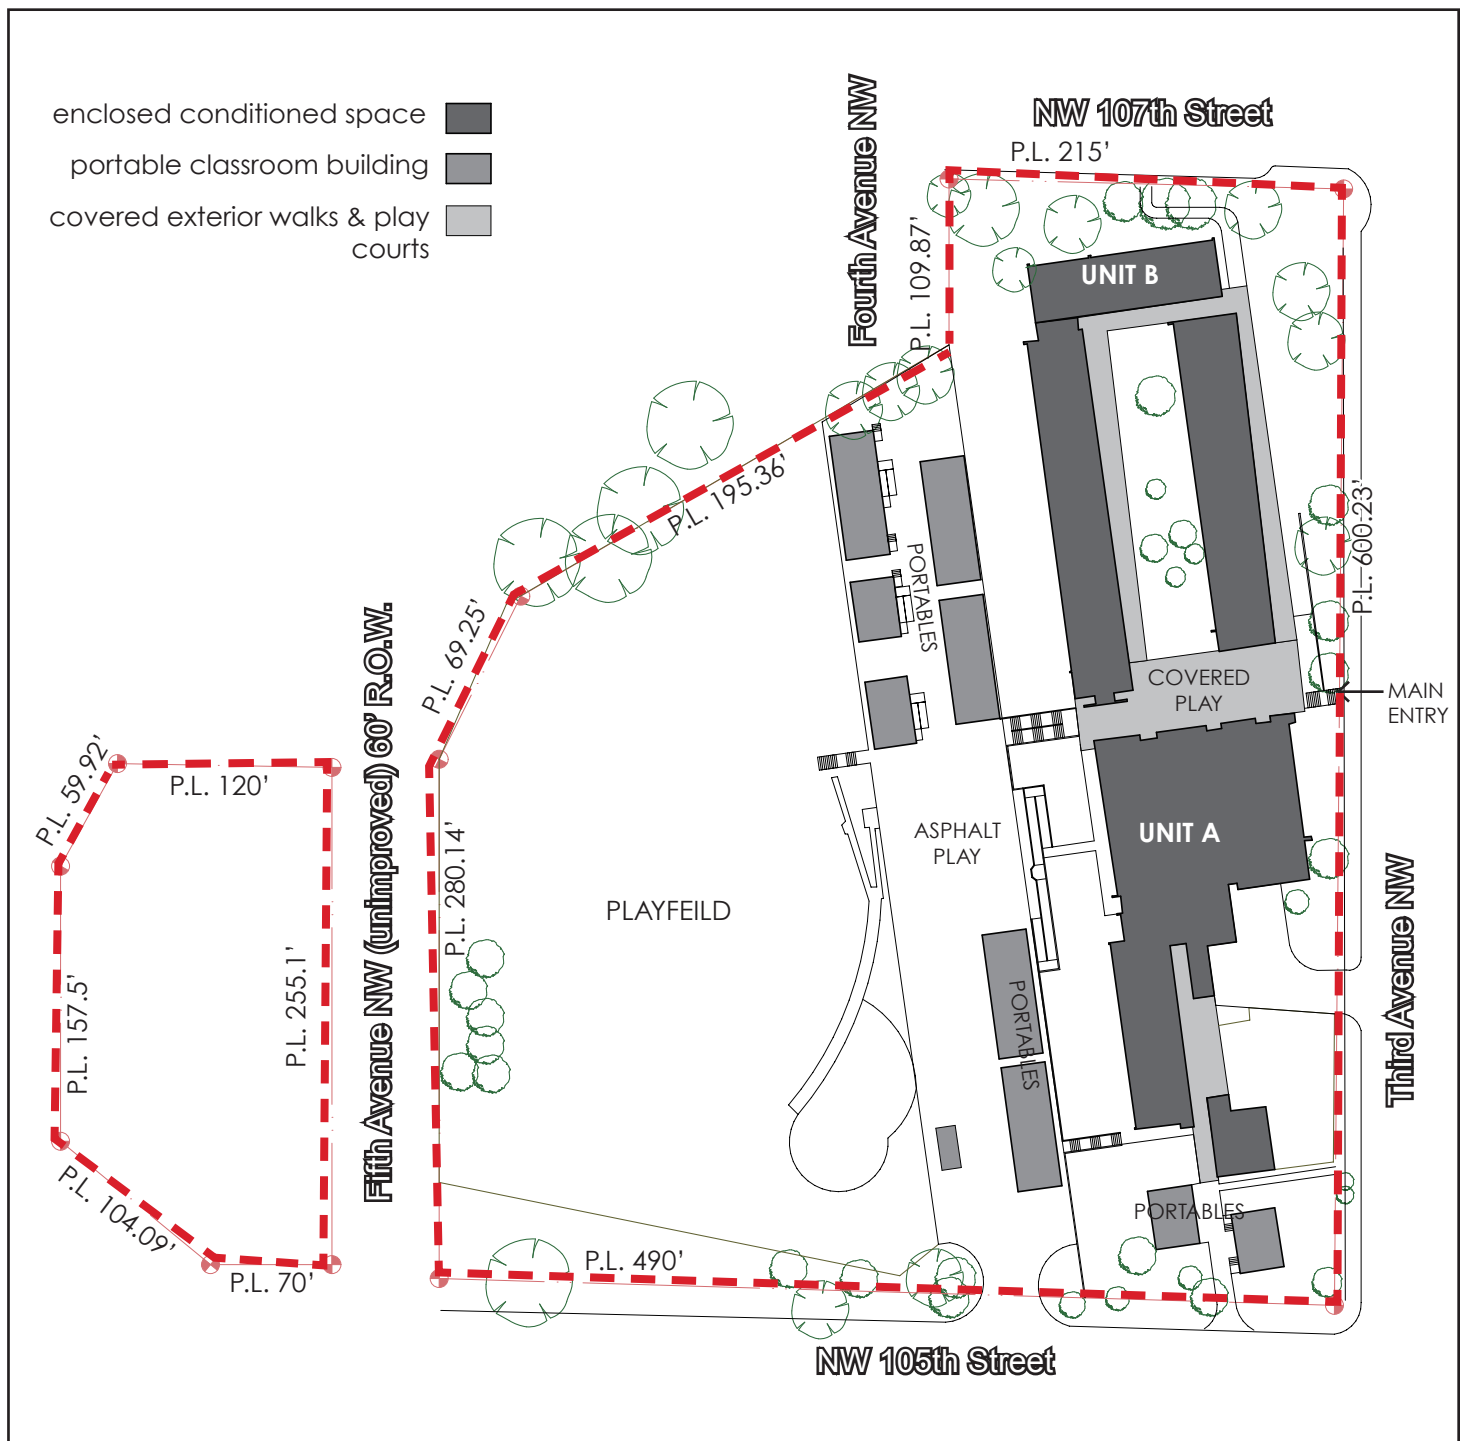 enclosed conditioned space
portable classroom building
covered exterior walks & play
courts
NW 107th Street
P.L. 215’
Fourth Avenue NW
P.L. 109.87’
UNIT B
P.L. 195.36’
P.L. 600.23’
PORTABLES
P.L. 69.25’
COVERED
PLAY
MAIN
ENTRY
Fifth Avenue NW (unimproved) 60’ R.O.W.
P.L. 59.92’
P.L. 120’
P.L. 280.14’
ASPHALT
PLAY
UNIT A
PLAYFEILD
Third Avenue NW
P.L. 157.5’
P.L. 255.1’
PORTABLES
P.L. 104.09’
P.L. 70’
PORTABLES
P.L. 490’
NW 105th Street